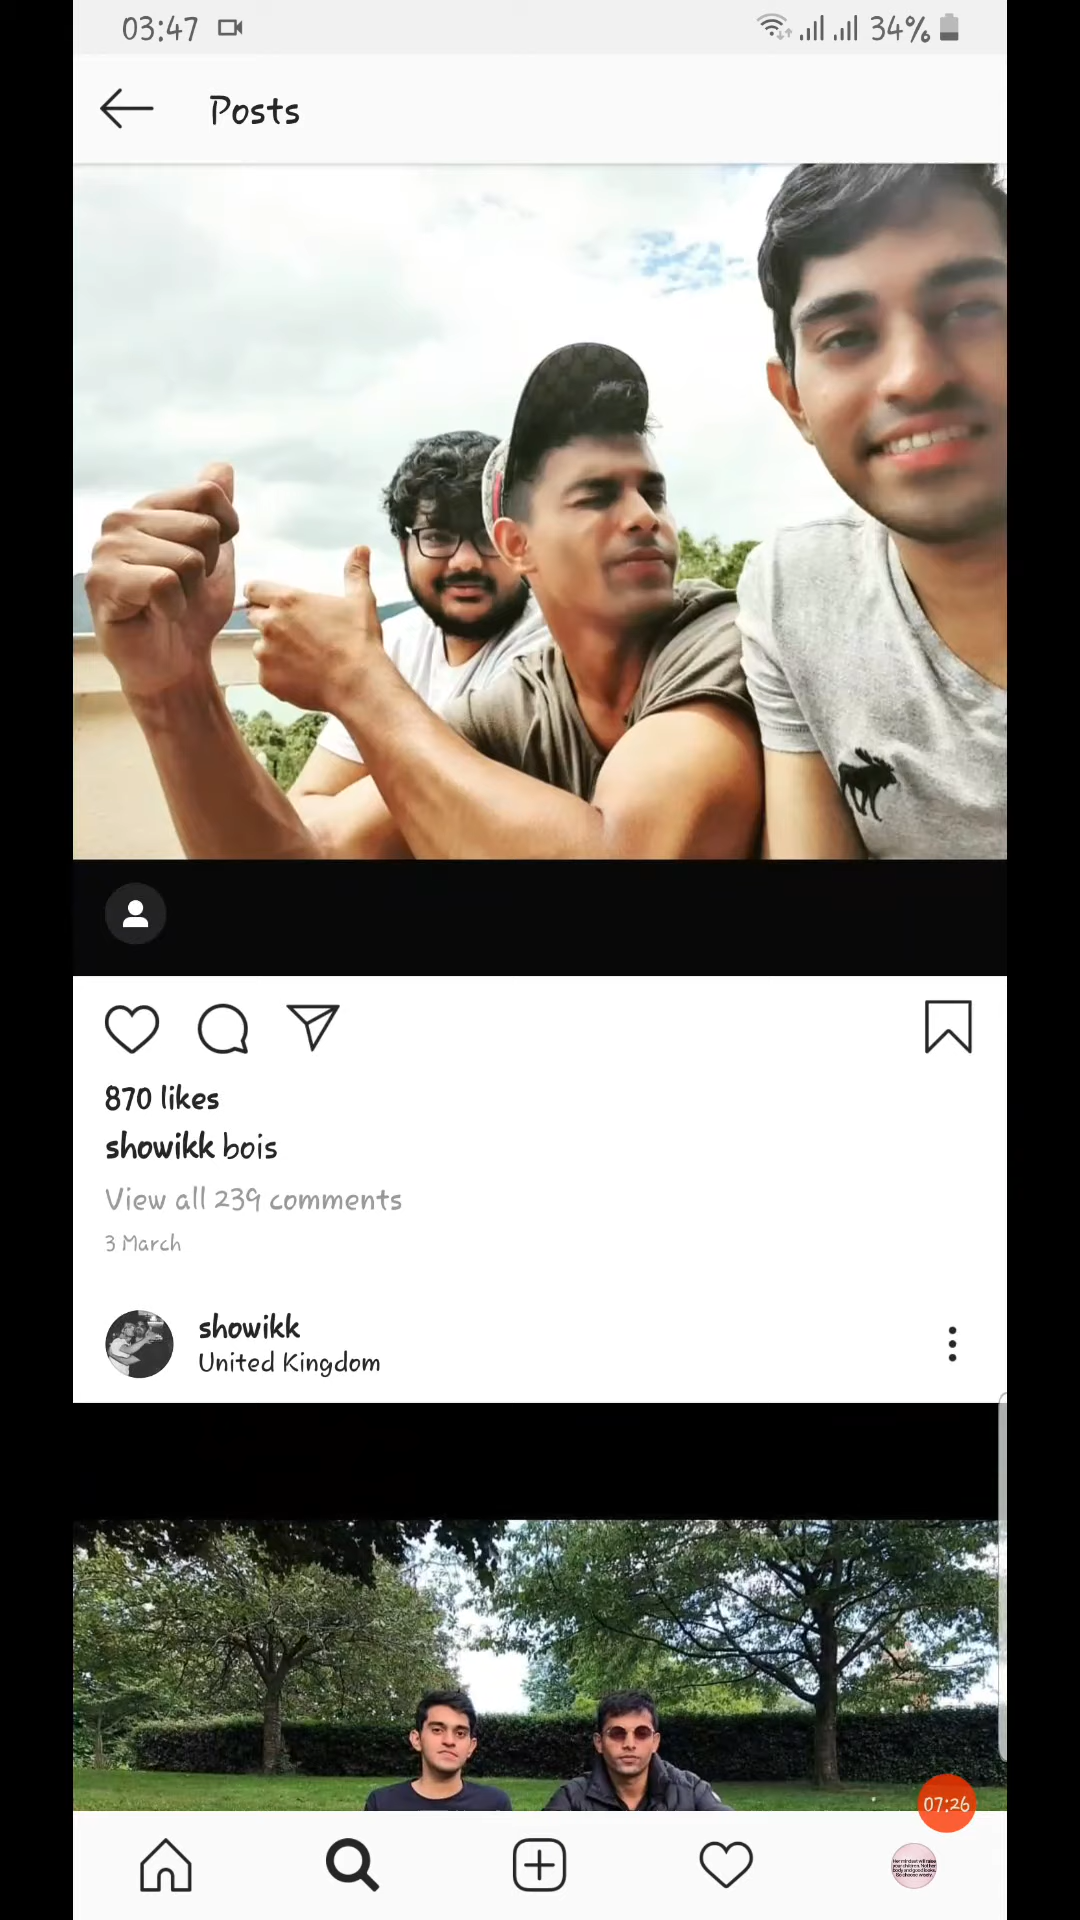 03:47
34%
Posts
870 likes
showikk bois
View all 239 comments
3 March
showikk
United Kingdom
07:26